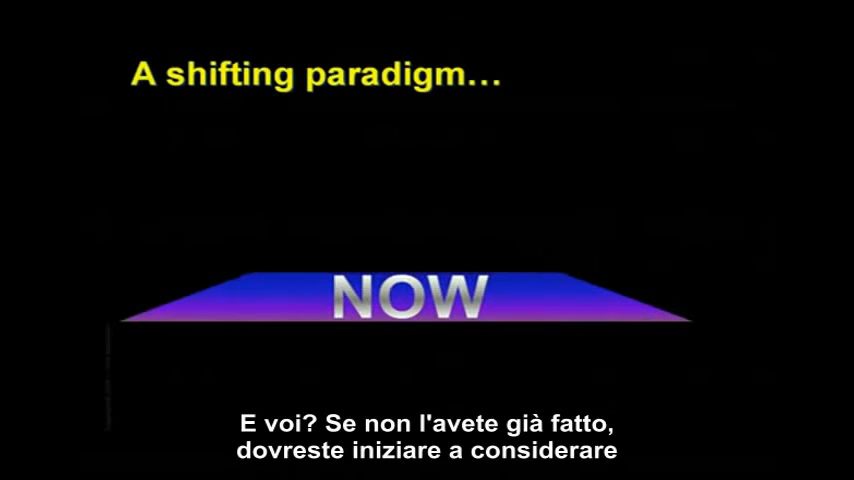 A shifting paradigm…
NOW
E voi? Se non l'avete già fatto,
dovreste iniziare a considerare